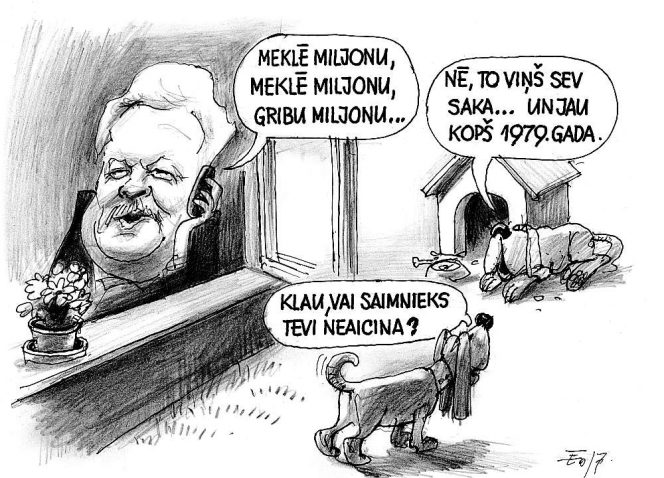 MEKLĒ MILJONU,
MEKLĒ MILJONU,
GRIBU MILJONU...
KLAU, VAI SAIMNIEKS
TEVI NEAICINA?
NĒ, TO VIŅŠ SEV
SAKA... UN JAU
KOPŠ 1979. GADA.